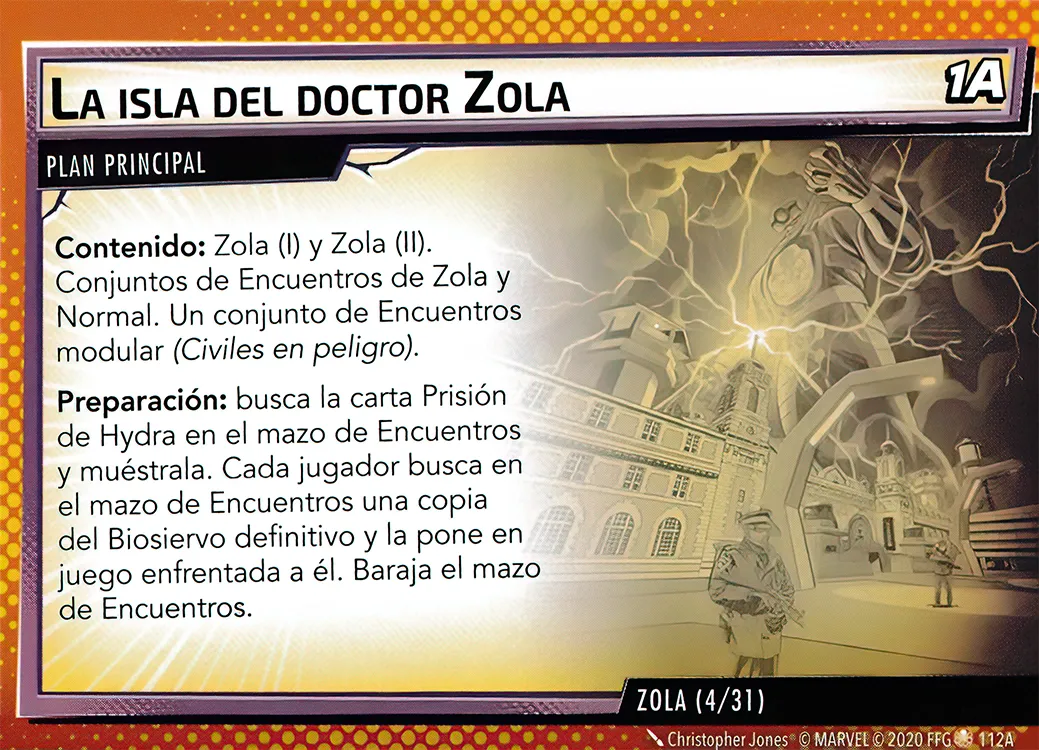 La isla del doctor Zola
1A
PLAN PRINCIPAL
Contenido: Zola (I) y Zola (II).
Conjuntos de Encuentros de Zola y
Normal. Un conjunto de Encuentros
modular (Civiles en peligro).
Preparación: busca la carta Prisión
de Hydra en el mazo de Encuentros
y muéstrala. Cada jugador busca en
el mazo de Encuentros una copia
del Biosiervo definitivo y la pone en
juego enfrentada a él. Baraja el mazo
de Encuentros.
ZOLA (4/31)
Christopher Jones © MARVEL © 2020 FFG 112A